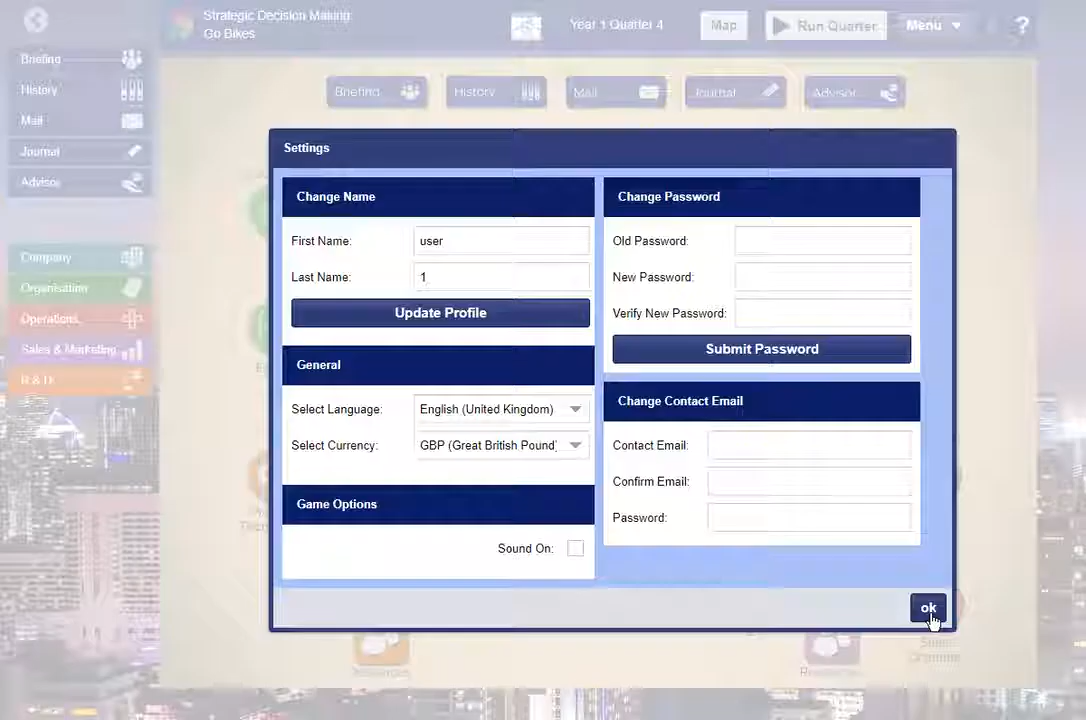 Strategic Decision Making
Go Bikes
Year 1 Quarter 4
Map
Run Quarter
Menu
?
Briefing
History
Mail
Journal
Advisor
Briefing
History
Mail
Journal
Advisor
Company
Organisation
Operations
Sales & Marketing
Settings
Change Name
First Name: user
Last Name: 1
Update Profile
General
Select Language: English (United Kingdom)
Select Currency: GBP (Great British Pound)
Game Options
Sound On:
Change Password
Old Password:
New Password:
Verify New Password:
Submit Password
Change Contact Email
Contact Email:
Confirm Email:
Password:
ok